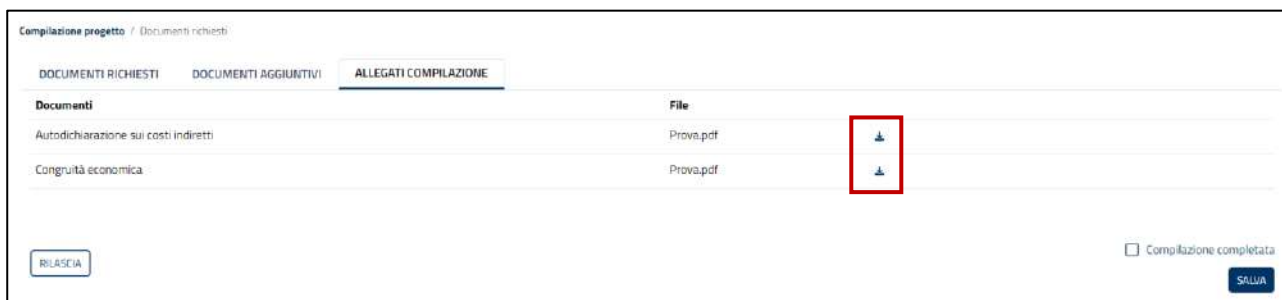 Compilazione progetto / Documenti richiesti
DOCUMENTI RICHIESTI DOCUMENTI AGGIUNTIVI ALLEGATI COMPILAZIONE
Documenti File
Autodichiarazione sui costi indiretti Prova.pdf
Congruità economica Prova.pdf
Compilazione completata
RILASCIA
SALVA